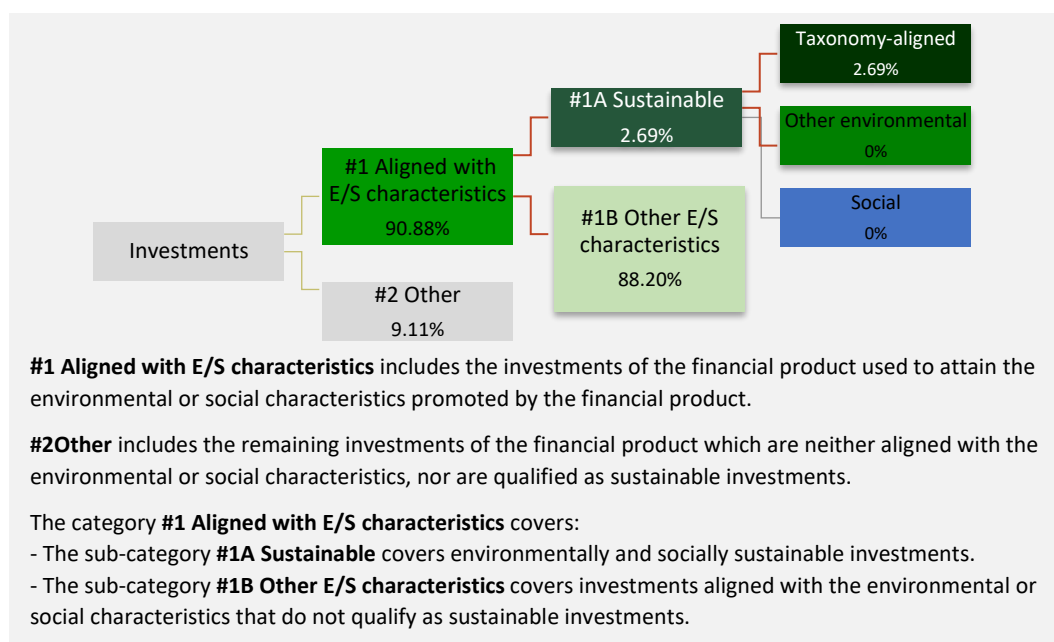 Taxonomy-aligned
2.69%
#1A Sustainable
2.69%
Other environmental
0%
#1 Aligned with
E/S characteristics
90.88%
Social
0%
#1B Other E/S
characteristics
88.20%
Investments
#2 Other
9.11%
#1 Aligned with E/S characteristics includes the investments of the financial product used to attain the
environmental or social characteristics promoted by the financial product.
#2Other includes the remaining investments of the financial product which are neither aligned with the
environmental or social characteristics, nor are qualified as sustainable investments.
The category #1 Aligned with E/S characteristics covers:
- The sub-category #1A Sustainable covers environmentally and socially sustainable investments.
- The sub-category #1B Other E/S characteristics covers investments aligned with the environmental or
social characteristics that do not qualify as sustainable investments.